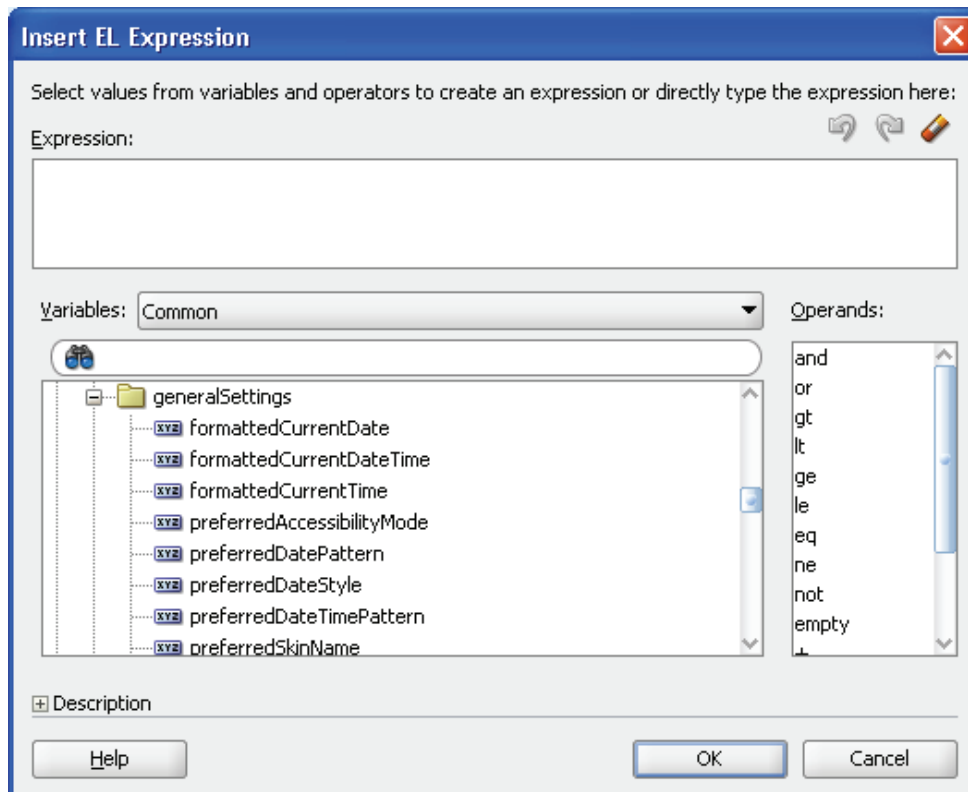 Insert EL Expression
Select values from variables and operators to create an expression or directly type the expression here:
Expression:
Variables: Common
Operands:
generalSettings
formattedCurrentDate
formattedCurrentDateTime
formattedCurrentTime
preferredAccessibilityMode
preferredDatePattern
preferredDateStyle
preferredDateTimePattern
preferredSkinName
and
or
gt
lt
ge
le
eq
ne
not
empty
+
Description
Help
OK
Cancel